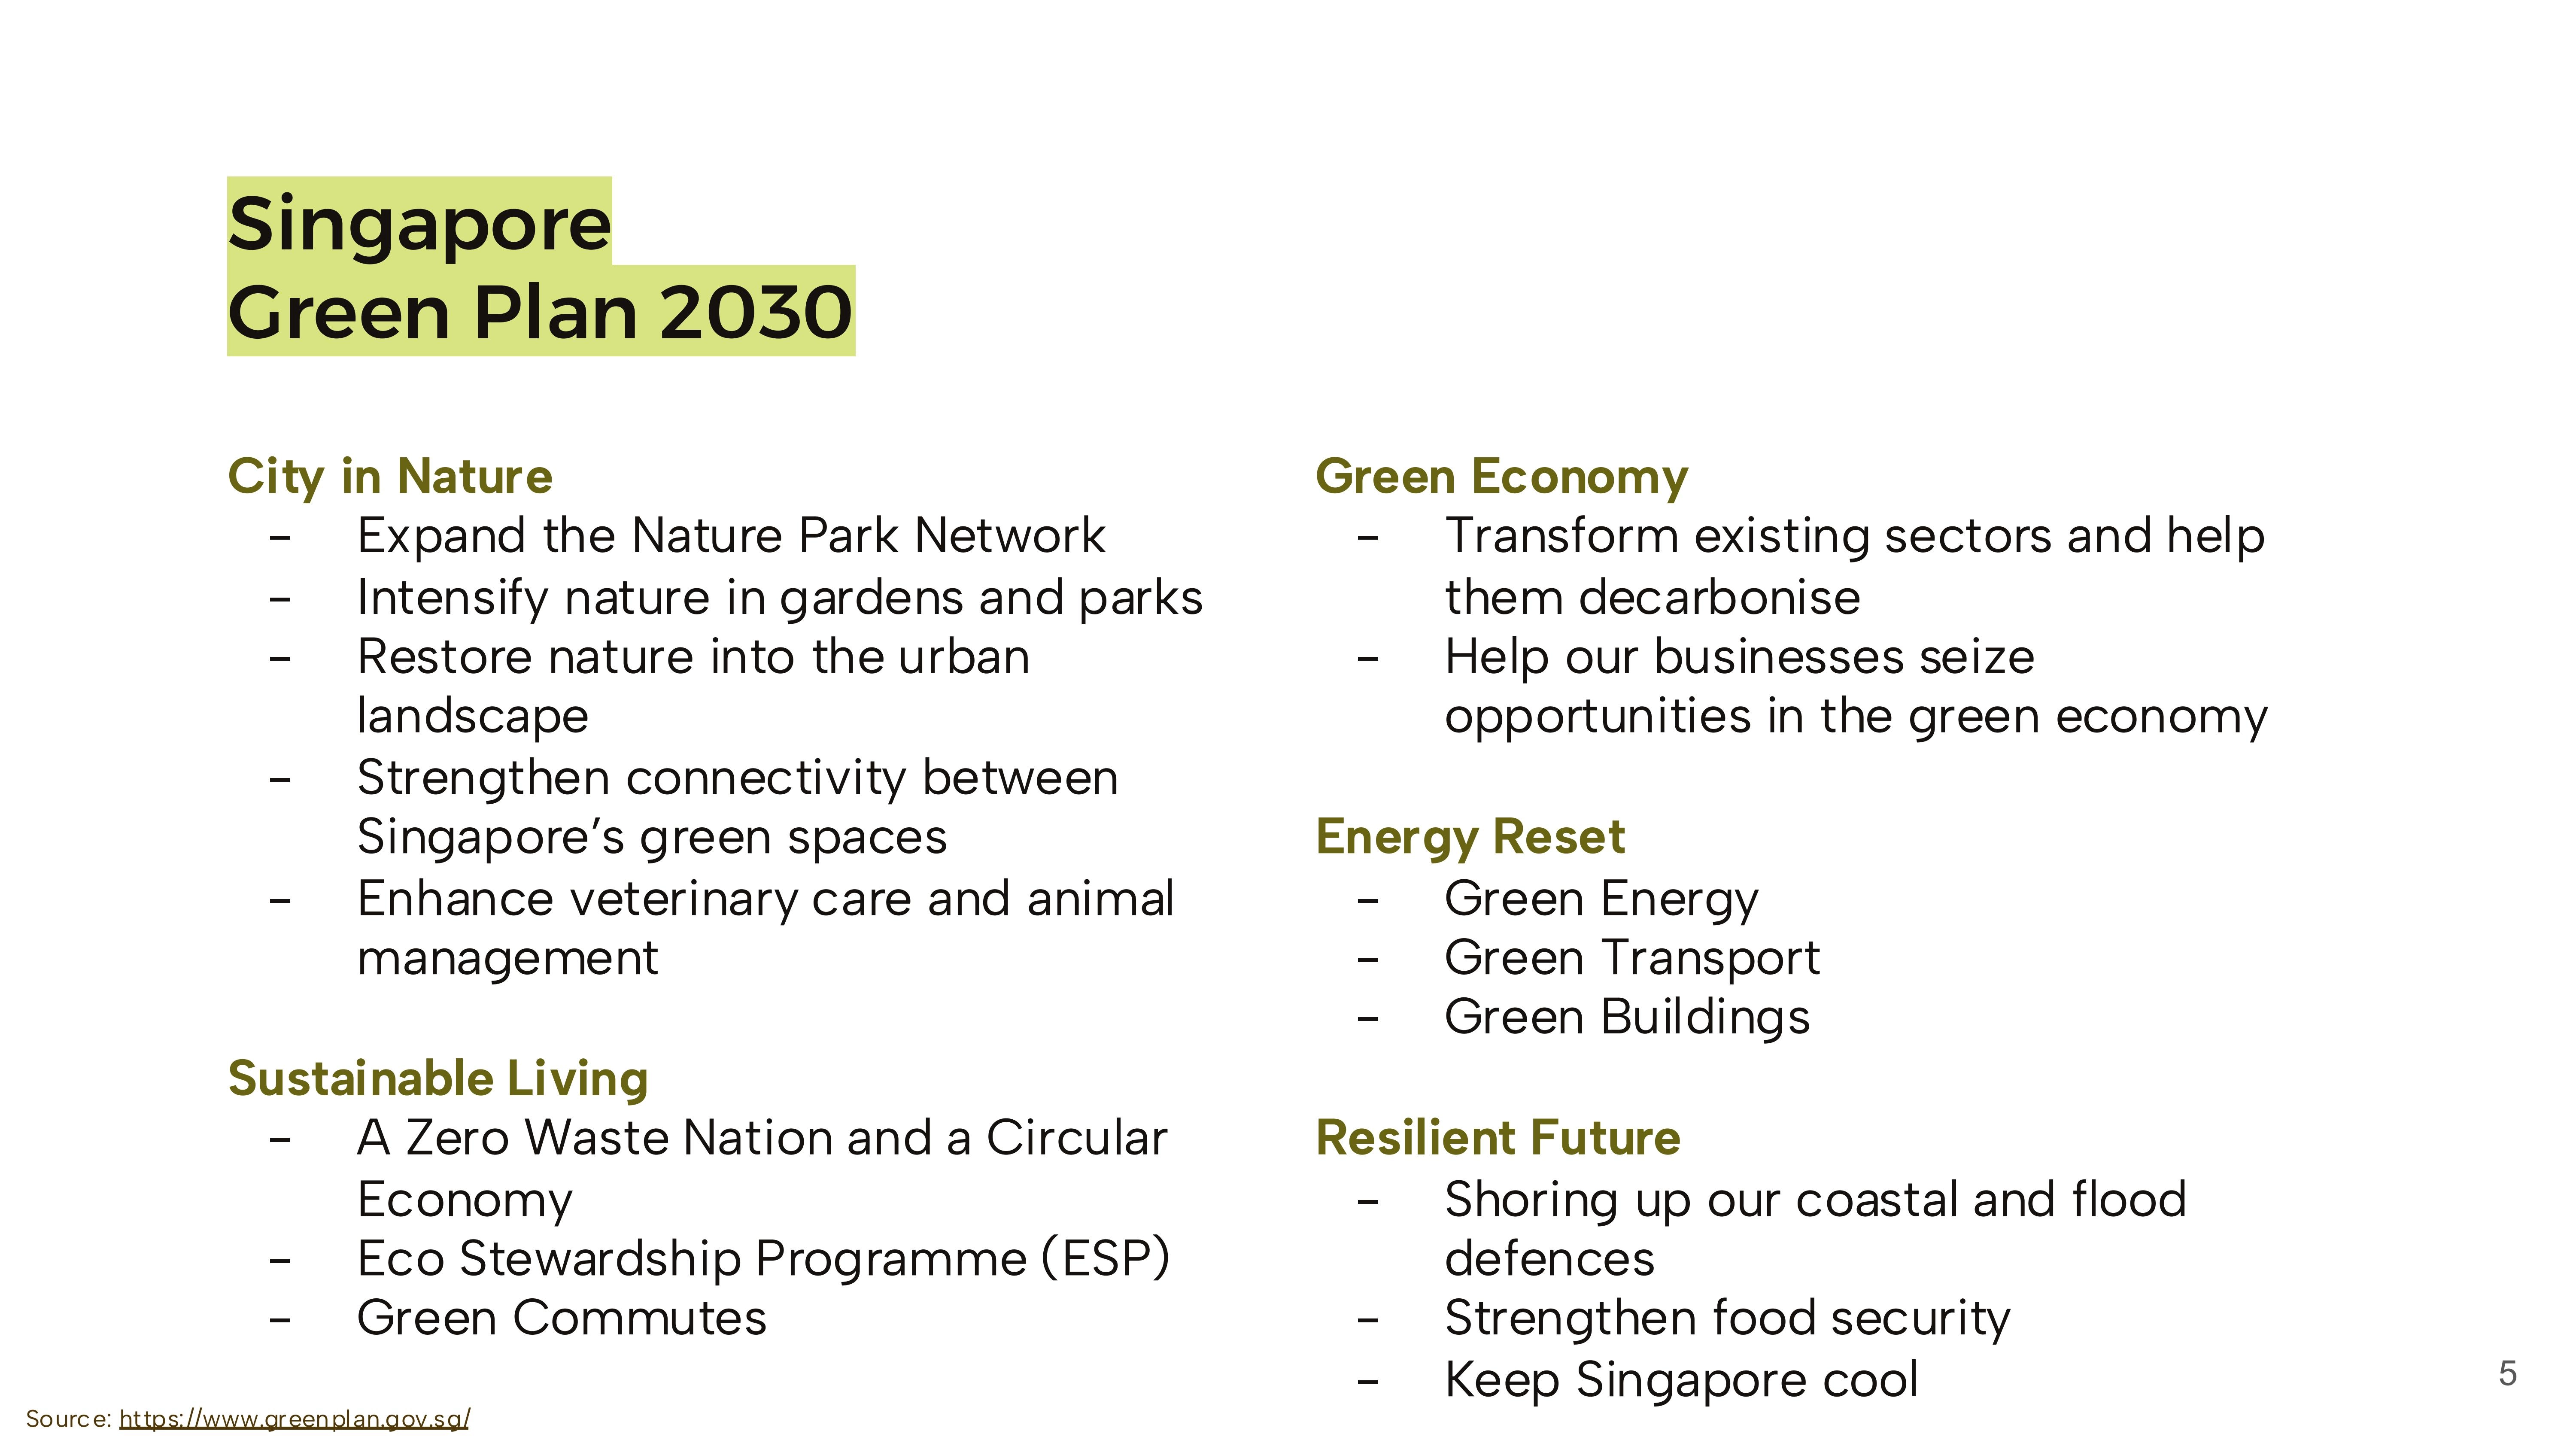 Singapore
Green Plan 2030
City in Nature
- Expand the Nature Park Network
- Intensify nature in gardens and parks
- Restore nature into the urban
landscape
- Strengthen connectivity between
Singapore’s green spaces
- Enhance veterinary care and animal
management
Sustainable Living
- A Zero Waste Nation and a Circular
Economy
- Eco Stewardship Programme (ESP)
- Green Commutes
Green Economy
- Transform existing sectors and help
them decarbonise
- Help our businesses seize
opportunities in the green economy
Energy Reset
- Green Energy
- Green Transport
- Green Buildings
Resilient Future
- Shoring up our coastal and flood
defences
- Strengthen food security
- Keep Singapore cool
5
Source: https://www.greenplan.gov.sg/